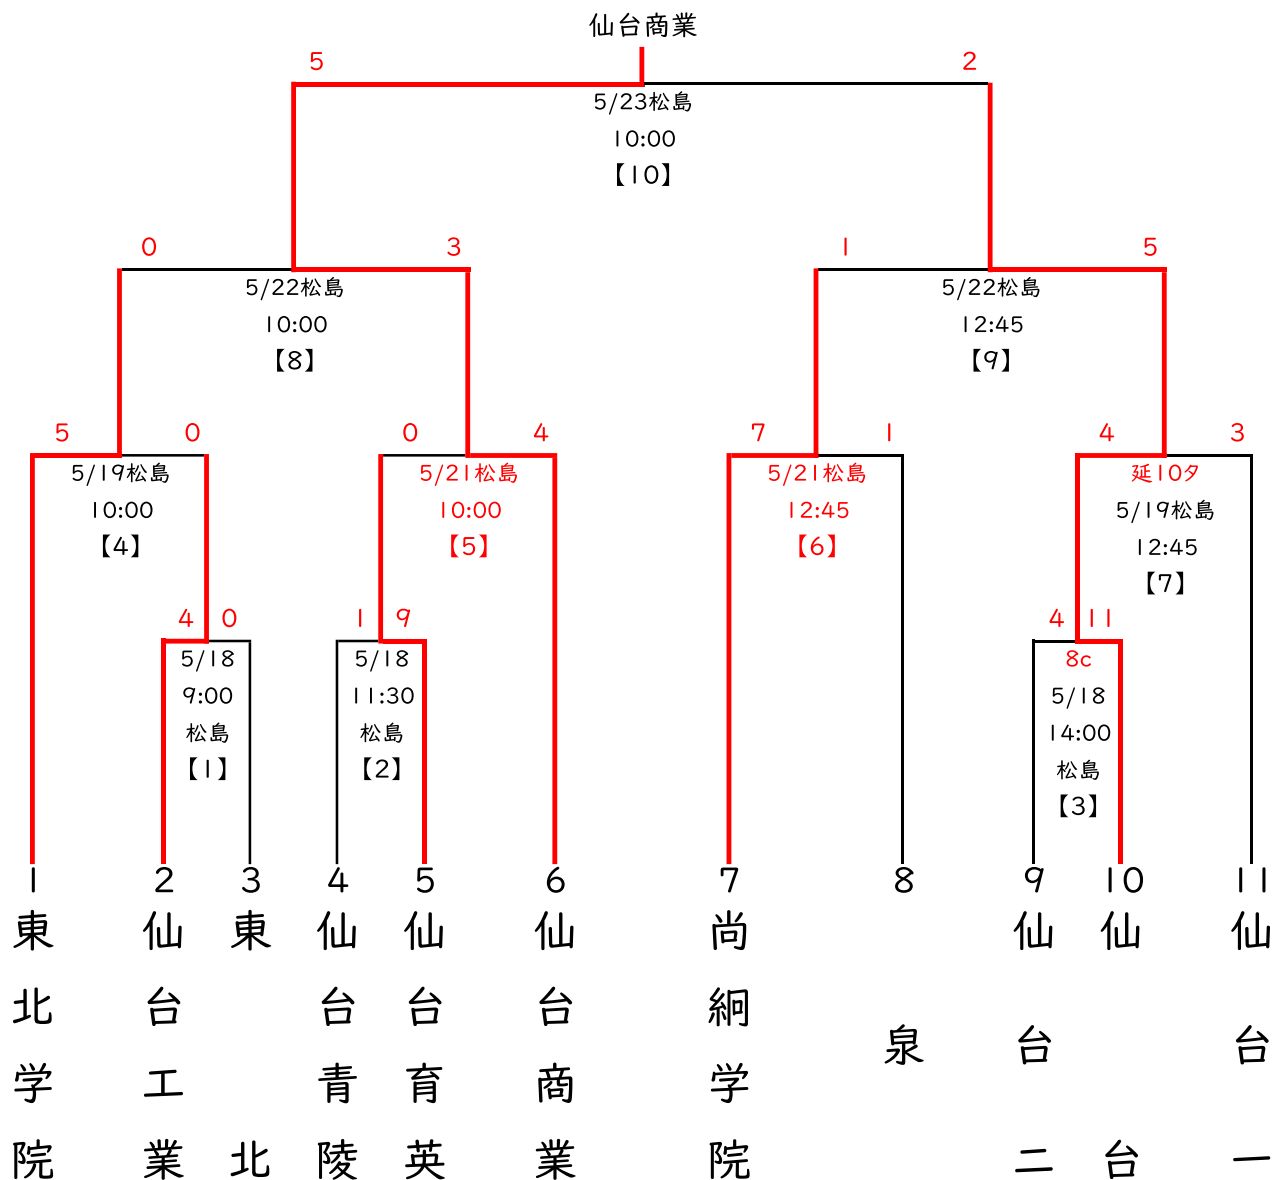 仙台商業
5 2
5/23松島
10:00
【10】
0 3 1 5
5/22松島 5/22松島
10:00 12:45
【8】 【9】
5 0 0 4 7 1 4 3
5/19松島 5/21松島 5/21松島 延10タ
10:00 10:00 12:45 5/19松島
【4】 【5】 【6】 12:45
【7】
4 0 1 9 4 11
5/18 5/18 8c
9:00 11:30 5/18
松島 松島 14:00
【1】 【2】 松島
【3】
1 2 3 4 5 6 7 8 9 10 11
東北学院
仙台工業
東北
仙台青陵
仙台育英
仙台商業
尚絅学院
泉
仙台二
仙台
仙台一